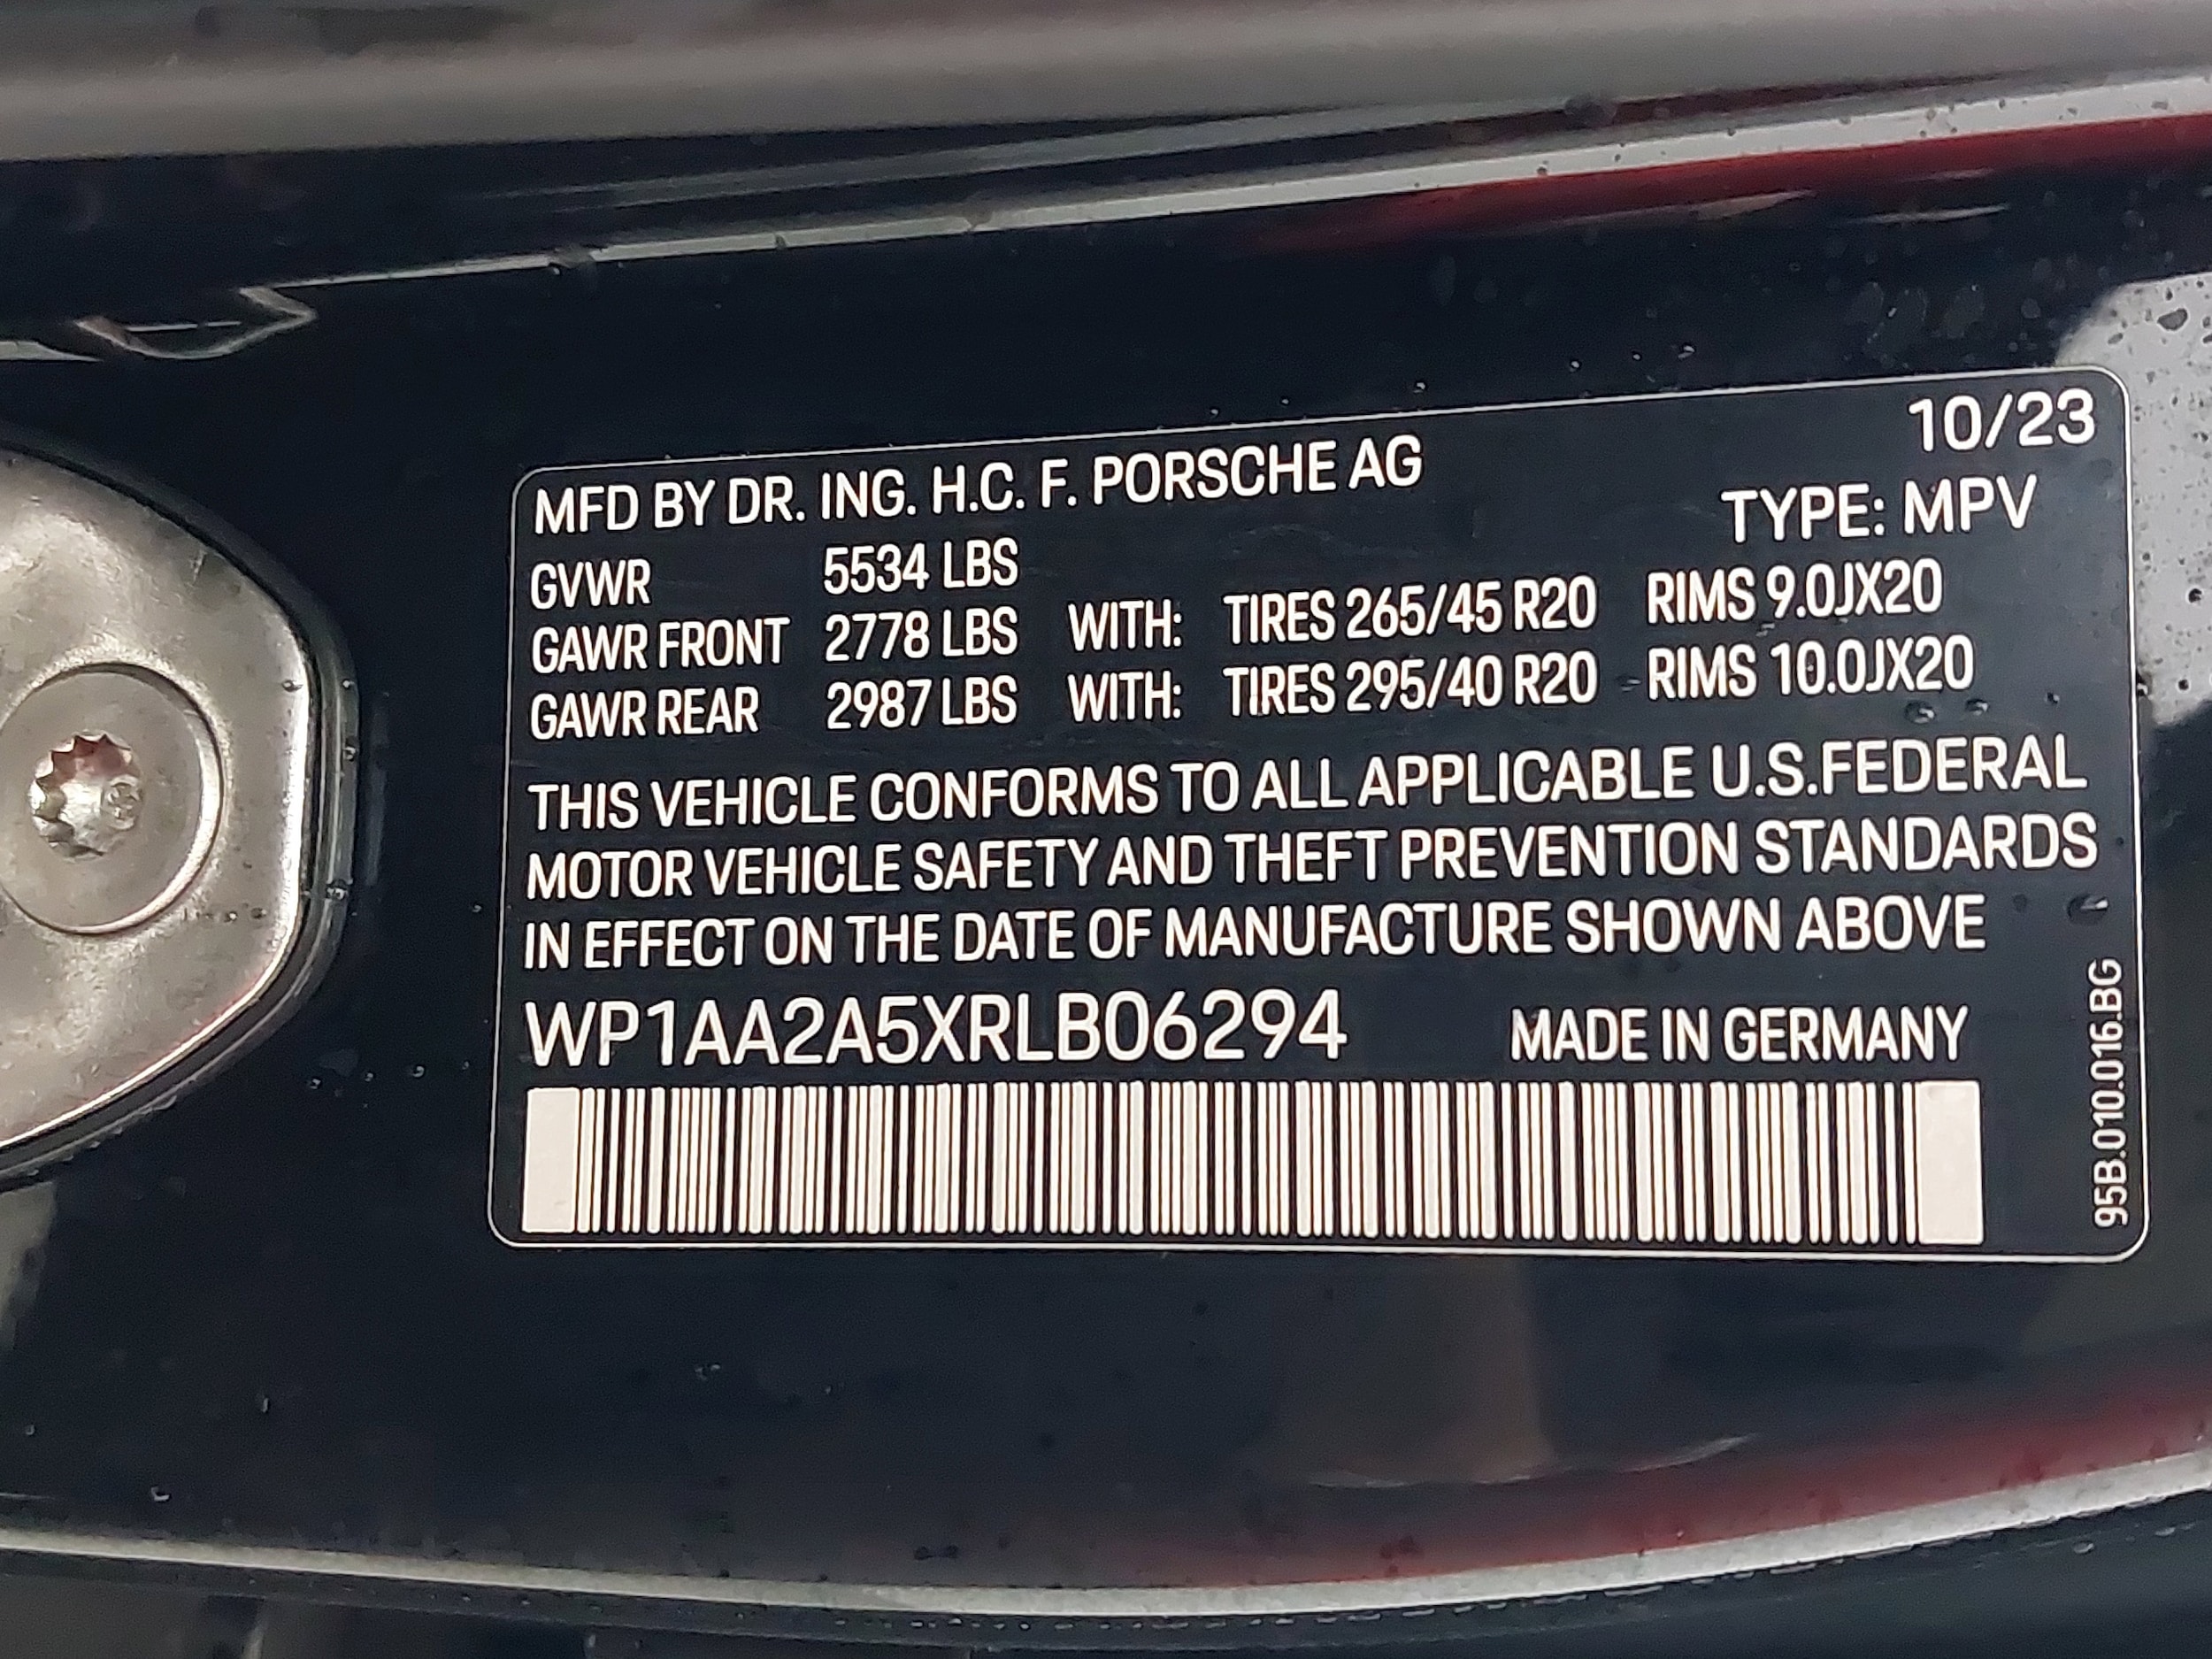 10/23
MFD BY DR. ING. H.C. F. PORSCHE AG
TYPE: MPV
GVWR 5534 LBS
GAWR FRONT 2778 LBS WITH: TIRES 265/45 R20 RIMS 9.0JX20
GAWR REAR 2987 LBS WITH: TIRES 295/40 R20 RIMS 10.0JX20
THIS VEHICLE CONFORMS TO ALL APPLICABLE U.S.FEDERAL
MOTOR VEHICLE SAFETY AND THEFT PREVENTION STANDARDS
IN EFFECT ON THE DATE OF MANUFACTURE SHOWN ABOVE
WP1AA2A5XRLB06294 MADE IN GERMANY
95B.010.016.BG